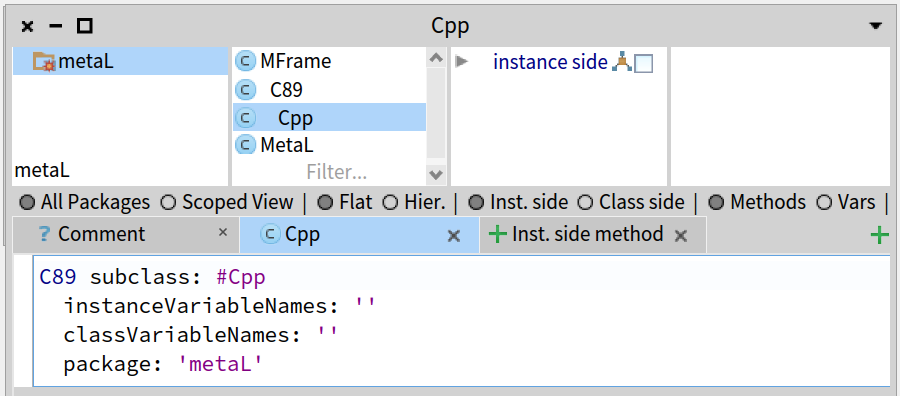 Cpp
metaL
MFrame
C89
Cpp
MetaL
Filter...
instance side
metaL
All Packages Scoped View | Flat Hier. | Inst. side Class side | Methods Vars |
? Comment × Cpp × + Inst. side method × +
C89 subclass: #Cpp
instanceVariableNames: ''
classVariableNames: ''
package: 'metaL'